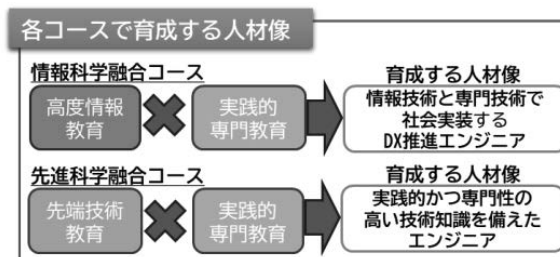 各コースで育成する人材像
情報科学融合コース
高度情報
教育
実践的
専門教育
育成する人材像
情報技術と専門技術で
社会実装する
DX推進エンジニア
先進科学融合コース
先端技術
教育
実践的
専門教育
育成する人材像
実践的かつ専門性の
高い技術知識を備えた
エンジニア